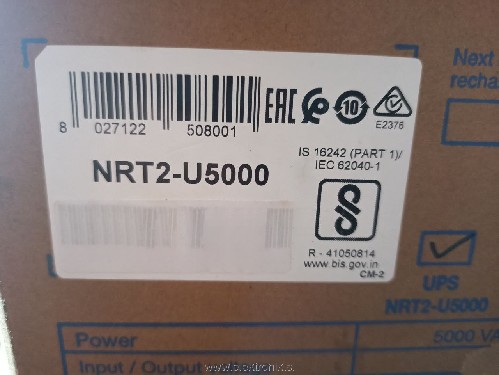 Next
recha
8 027122 508001
EAC
10
E2376
IS 16242 (PART 1)/
IEC 62040-1
NRT2-U5000
R - 41050814
www.bis.gov.in
CM-2
UPS
NRT2-U5000
Power 5000 VA
Input / Output